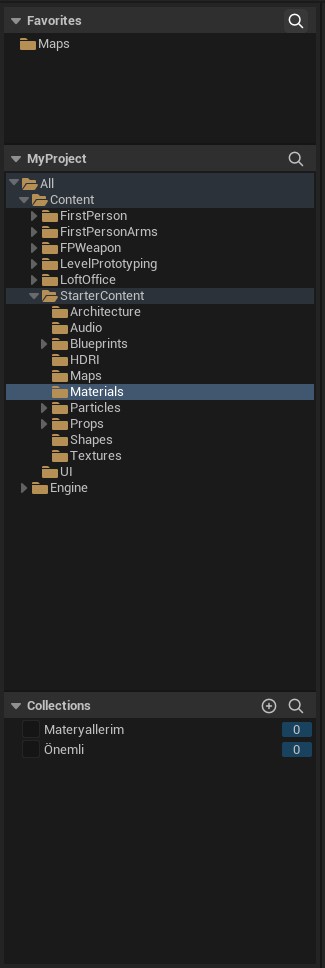 Favorites
Maps
MyProject
All
Content
FirstPerson
FirstPersonArms
FPWeapon
LevelPrototyping
LoftOffice
StarterContent
Architecture
Audio
Blueprints
HDRI
Maps
Materials
Particles
Props
Shapes
Textures
UI
Engine
Collections
Materyallerim 0
Önemli 0